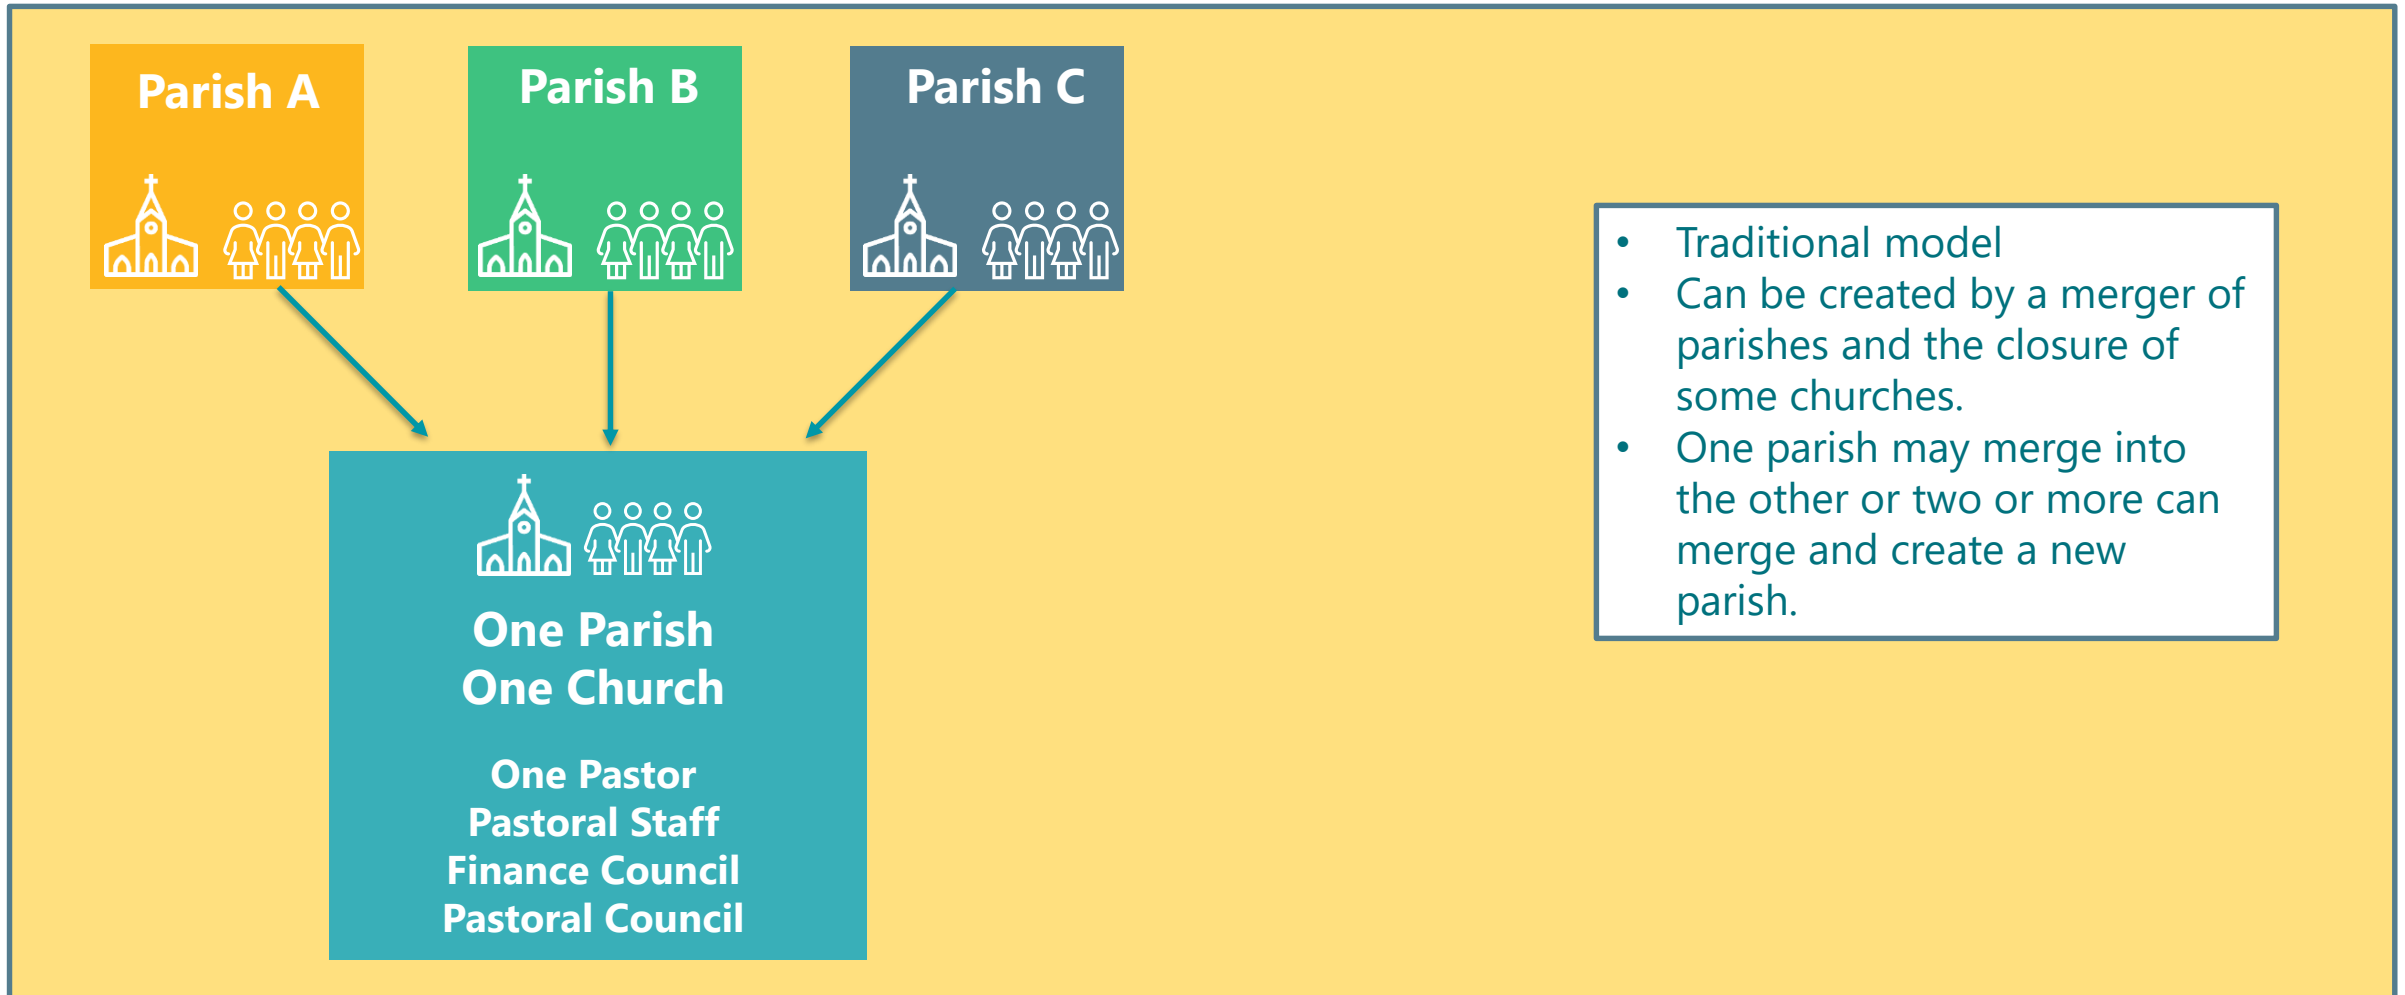 Parish A
Parish B
Parish C
One Parish
One Church
One Pastor
Pastoral Staff
Finance Council
Pastoral Council
• Traditional model
• Can be created by a merger of
parishes and the closure of
some churches.
• One parish may merge into
the other or two or more can
merge and create a new
parish.